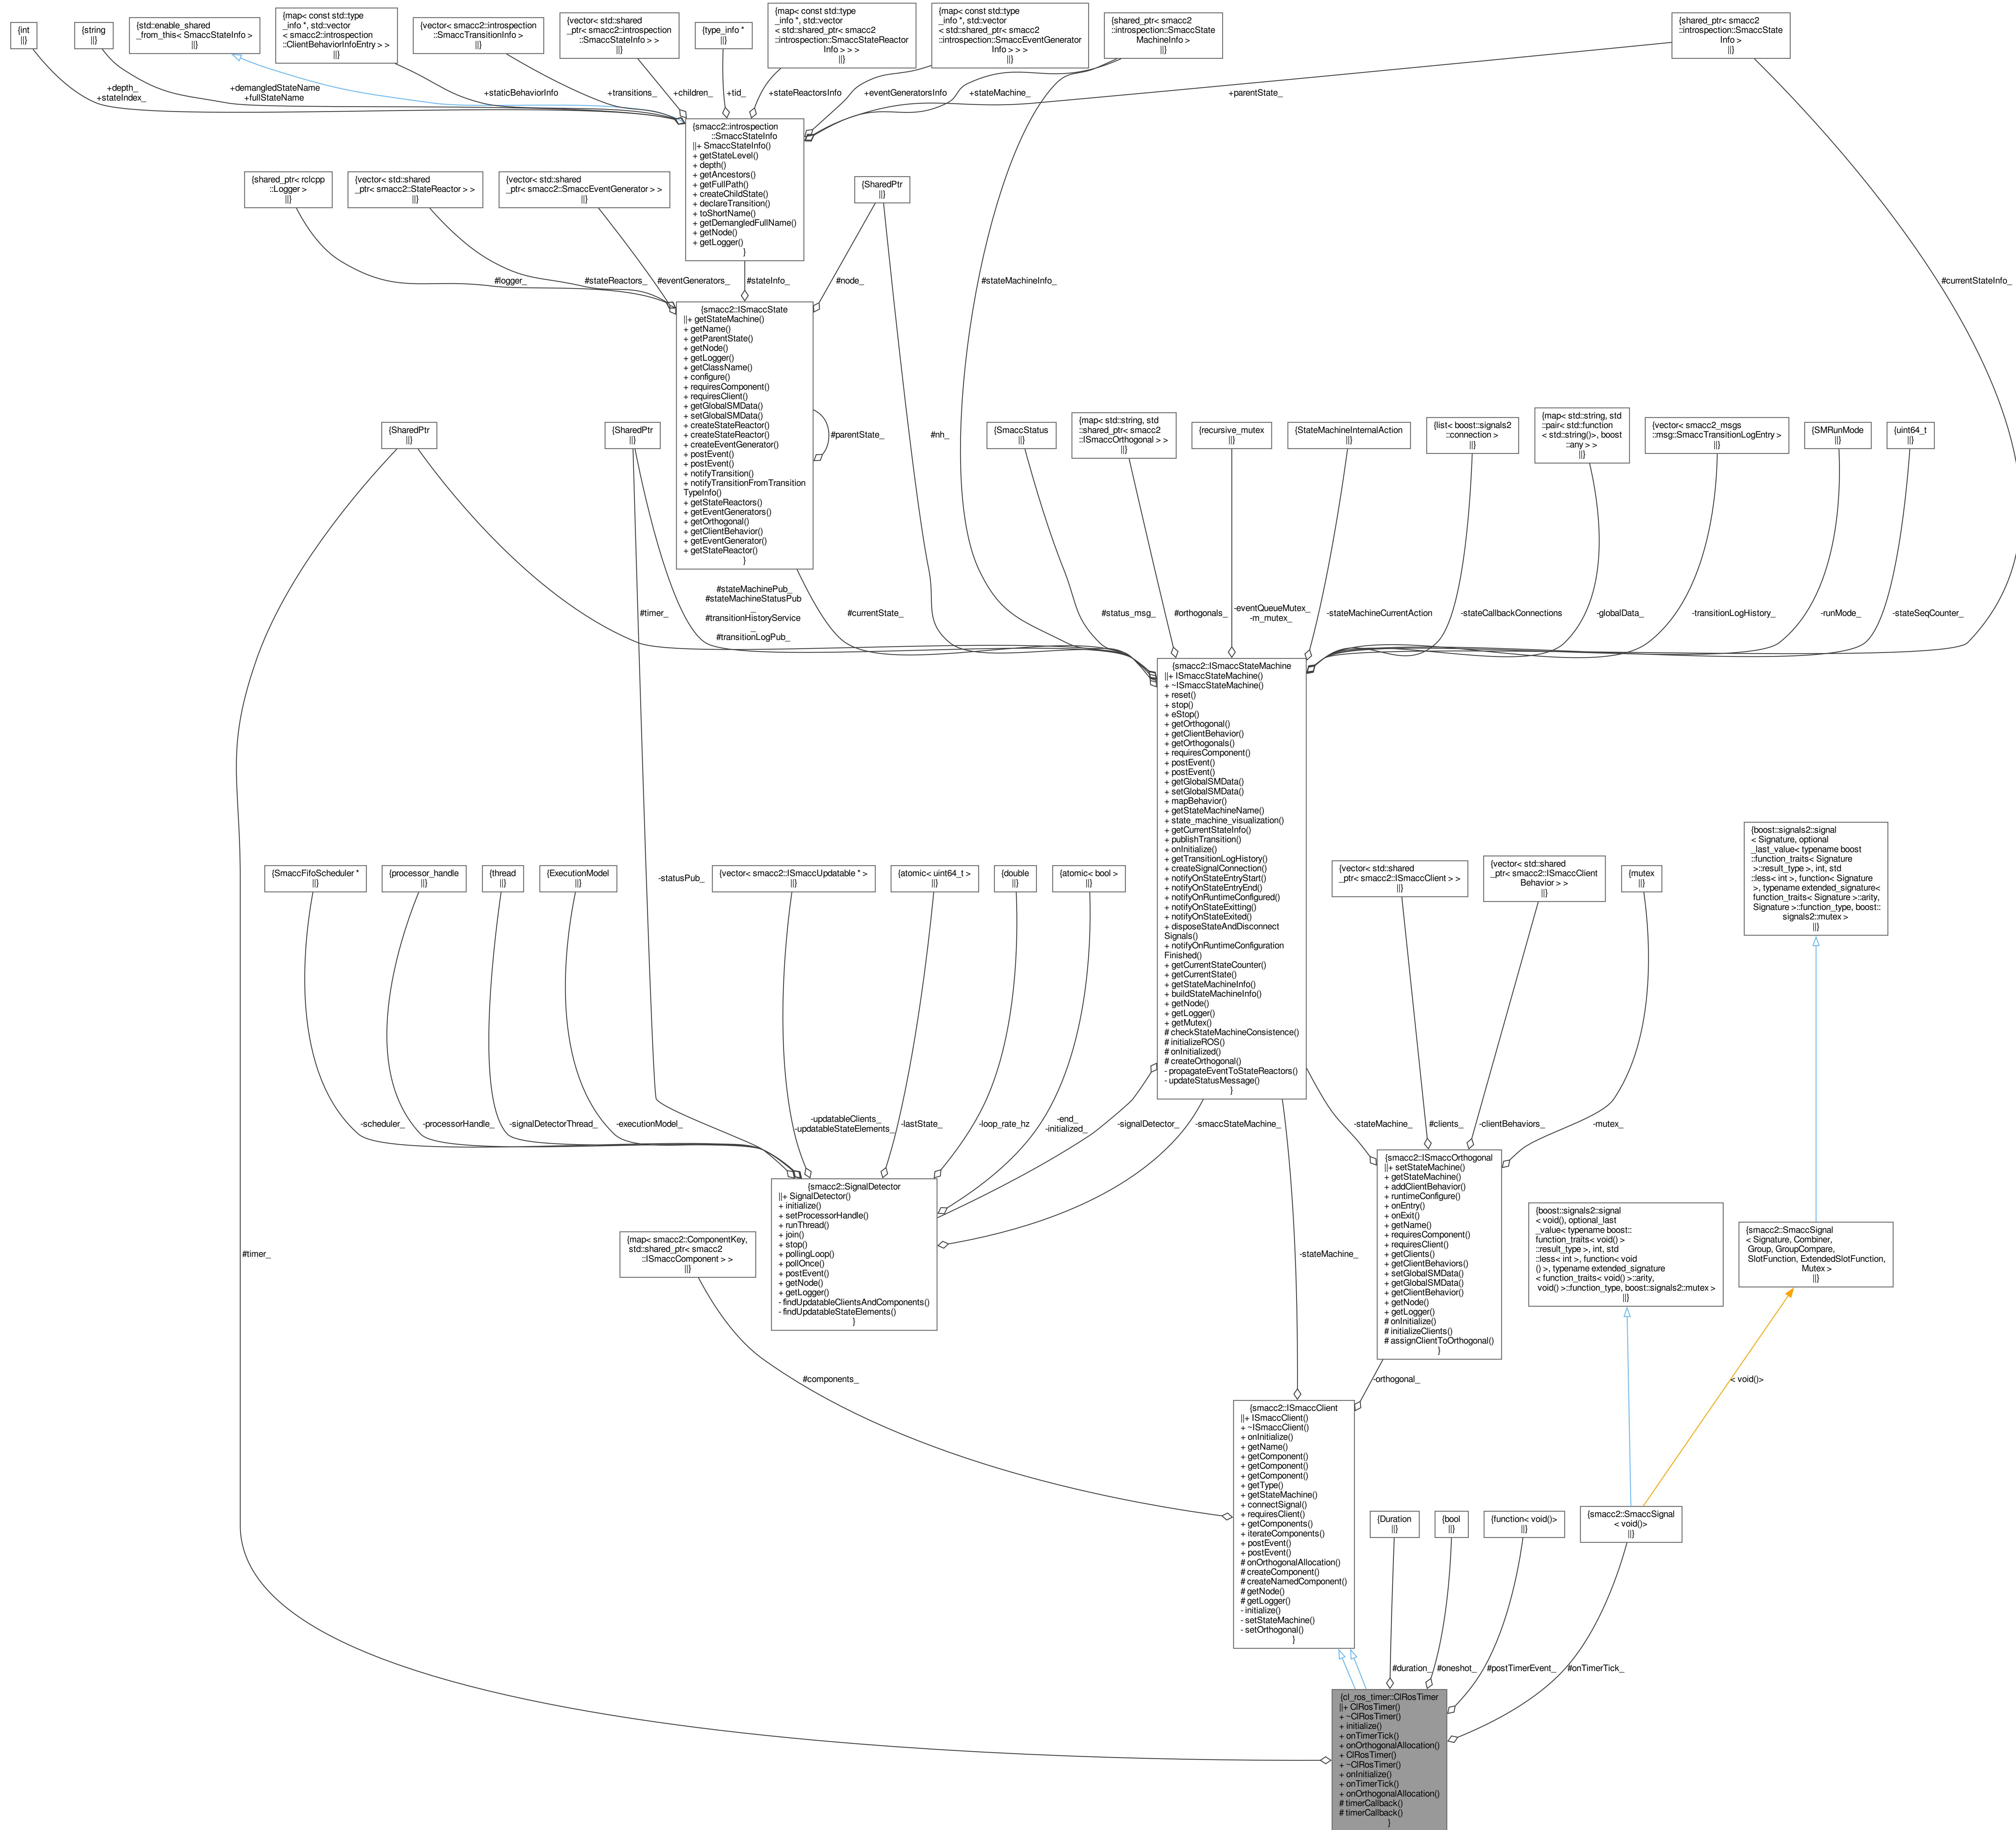 {int
||}
{string
||}
{std::enable_shared
_from_this< SmaccStateInfo >
||}
{map< const std::type
_info *, std::vector
< smacc2::introspection
::ClientBehaviorInfoEntry > >
||}
{vector< smacc2::introspection
::SmaccTransitionInfo >
||}
{vector< std::shared
_ptr< smacc2::introspection
::SmaccStateInfo > >
||}
{type_info *
||}
{map< const std::type
_info *, std::vector
< std::shared_ptr< smacc2
::introspection::SmaccStateReactor
Info > > >
||}
{map< const std::type
_info *, std::vector
< std::shared_ptr< smacc2
::introspection::SmaccEventGenerator
Info > > >
||}
{shared_ptr< smacc2
::introspection::SmaccState
MachineInfo >
||}
{shared_ptr< smacc2
::introspection::SmaccState
Info >
||}
+depth_
+stateIndex_
+demangledStateName
+fullStateName
+staticBehaviorInfo
+transitions_
+children_
+tid_
+stateReactorsInfo
+eventGeneratorsInfo
+stateMachine_
+parentState_
{smacc2::introspection
::SmaccStateInfo
||+ SmaccStateInfo()
+ getStateLevel()
+ depth()
+ getAncestors()
+ getFullPath()
+ createChildState()
+ declareTransition()
+ toShortName()
+ getDemangledFullName()
+ getNode()
+ getLogger()
}
{shared_ptr< rclcpp
::Logger >
||}
{vector< std::shared
_ptr< smacc2::StateReactor > >
||}
{vector< std::shared
_ptr< smacc2::SmaccEventGenerator > >
||}
{SharedPtr
||}
#logger_
#stateReactors_
#eventGenerators_
#stateInfo_
#node_
#stateMachineInfo_
#currentStateInfo_
{smacc2::ISmaccState
||+ getStateMachine()
+ getName()
+ getParentState()
+ getNode()
+ getLogger()
+ getClassName()
+ configure()
+ requiresComponent()
+ requiresClient()
+ getGlobalSMData()
+ setGlobalSMData()
+ createStateReactor()
+ createStateReactor()
+ createEventGenerator()
+ postEvent()
+ postEvent()
+ notifyTransition()
+ notifyTransitionFromTransition
TypeInfo()
+ getStateReactors()
+ getEventGenerators()
+ getOrthogonal()
+ getClientBehavior()
+ getEventGenerator()
+ getStateReactor()
}
#parentState_
#nh_
{SharedPtr
||}
{SharedPtr
||}
{SmaccStatus
||}
{map< std::string, std
::shared_ptr< smacc2
::ISmaccOrthogonal > >
||}
{recursive_mutex
||}
{StateMachineInternalAction
||}
{list< boost::signals2
::connection >
||}
{map< std::string, std
::pair< std::function
< std::string()>, boost
::any > >
||}
{vector< smacc2_msgs
::msg::SmaccTransitionLogEntry >
||}
{SMRunMode
||}
{uint64_t
||}
#timer_
#stateMachinePub_
#stateMachineStatusPub
_
#transitionHistoryService
_
#transitionLogPub_
#currentState_
#status_msg_
#orthogonals_
-eventQueueMutex_
-m_mutex_
-stateMachineCurrentAction
-stateCallbackConnections
-globalData_
-transitionLogHistory_
-runMode_
-stateSeqCounter_
{smacc2::ISmaccStateMachine
||+ ISmaccStateMachine()
+ ~ISmaccStateMachine()
+ reset()
+ stop()
+ eStop()
+ getOrthogonal()
+ getClientBehavior()
+ getOrthogonals()
+ requiresComponent()
+ postEvent()
+ postEvent()
+ getGlobalSMData()
+ setGlobalSMData()
+ mapBehavior()
+ getStateMachineName()
+ state_machine_visualization()
+ getCurrentStateInfo()
+ publishTransition()
+ onInitialize()
+ getTransitionLogHistory()
+ createSignalConnection()
+ notifyOnStateEntryStart()
+ notifyOnStateEntryEnd()
+ notifyOnRuntimeConfigured()
+ notifyOnStateExitting()
+ notifyOnStateExited()
+ disposeStateAndDisconnect
Signals()
+ notifyOnRuntimeConfiguration
Finished()
+ getCurrentStateCounter()
+ getCurrentState()
+ getStateMachineInfo()
+ buildStateMachineInfo()
+ getNode()
+ getLogger()
+ getMutex()
# checkStateMachineConsistence()
# initializeROS()
# onInitialized()
# createOrthogonal()
- propagateEventToStateReactors()
- updateStatusMessage()
}
{SmaccFifoScheduler *
||}
{processor_handle
||}
{thread
||}
{ExecutionModel
||}
-statusPub_
{vector< smacc2::ISmaccUpdatable * >
||}
{atomic< uint64_t >
||}
{double
||}
{atomic< bool >
||}
{vector< std::shared
_ptr< smacc2::ISmaccClient > >
||}
{vector< std::shared
_ptr< smacc2::ISmaccClient
Behavior > >
||}
{mutex
||}
{boost::signals2::signal
< Signature, optional
_last_value< typename boost
::function_traits< Signature
>::result_type >, int, std
::less< int >, function< Signature
>, typename extended_signature<
function_traits< Signature >::arity,
Signature >::function_type, boost::
signals2::mutex >
||}
-scheduler_
-processorHandle_
-signalDetectorThread_
-executionModel_
-updatableClients_
-updatableStateElements_
-lastState_
-loop_rate_hz
-end_
-initialized_
-signalDetector_
-smaccStateMachine_
-stateMachine_
#clients_
-clientBehaviors_
-mutex_
{smacc2::SignalDetector
||+ SignalDetector()
+ initialize()
+ setProcessorHandle()
+ runThread()
+ join()
+ stop()
+ pollingLoop()
+ pollOnce()
+ postEvent()
+ getNode()
+ getLogger()
- findUpdatableClientsAndComponents()
- findUpdatableStateElements()
}
{smacc2::ISmaccOrthogonal
||+ setStateMachine()
+ getStateMachine()
+ addClientBehavior()
+ runtimeConfigure()
+ onEntry()
+ onExit()
+ getName()
+ requiresComponent()
+ requiresClient()
+ getClients()
+ getClientBehaviors()
+ setGlobalSMData()
+ getGlobalSMData()
+ getClientBehavior()
+ getNode()
+ getLogger()
# onInitialize()
# initializeClients()
# assignClientToOrthogonal()
}
{boost::signals2::signal
< void(), optional_last
_value< typename boost::
function_traits< void() >
::result_type >, int, std
::less< int >, function< void
() >, typename extended_signature
< function_traits< void() >::arity,
void() >::function_type, boost::signals2::mutex >
||}
{smacc2::SmaccSignal
< Signature, Combiner,
Group, GroupCompare,
SlotFunction, ExtendedSlotFunction,
Mutex >
||}
{map< smacc2::ComponentKey,
std::shared_ptr< smacc2
::ISmaccComponent > >
||}
#timer_
-stateMachine_
#components_
-orthogonal_
< void()>
{smacc2::ISmaccClient
||+ ISmaccClient()
+ ~ISmaccClient()
+ onInitialize()
+ getName()
+ getComponent()
+ getComponent()
+ getComponent()
+ getType()
+ getStateMachine()
+ connectSignal()
+ requiresClient()
+ getComponents()
+ iterateComponents()
+ postEvent()
+ postEvent()
# onOrthogonalAllocation()
# createComponent()
# createNamedComponent()
# getNode()
# getLogger()
- initialize()
- setStateMachine()
- setOrthogonal()
}
{Duration
||}
{bool
||}
{function< void()>
||}
{smacc2::SmaccSignal
< void()>
||}
#duration_
#oneshot_
#postTimerEvent_
#onTimerTick_
{cl_ros_timer::ClRosTimer
||+ ClRosTimer()
+ ~ClRosTimer()
+ initialize()
+ onTimerTick()
+ onOrthogonalAllocation()
+ ClRosTimer()
+ ~ClRosTimer()
+ onInitialize()
+ onTimerTick()
+ onOrthogonalAllocation()
# timerCallback()
# timerCallback()
}